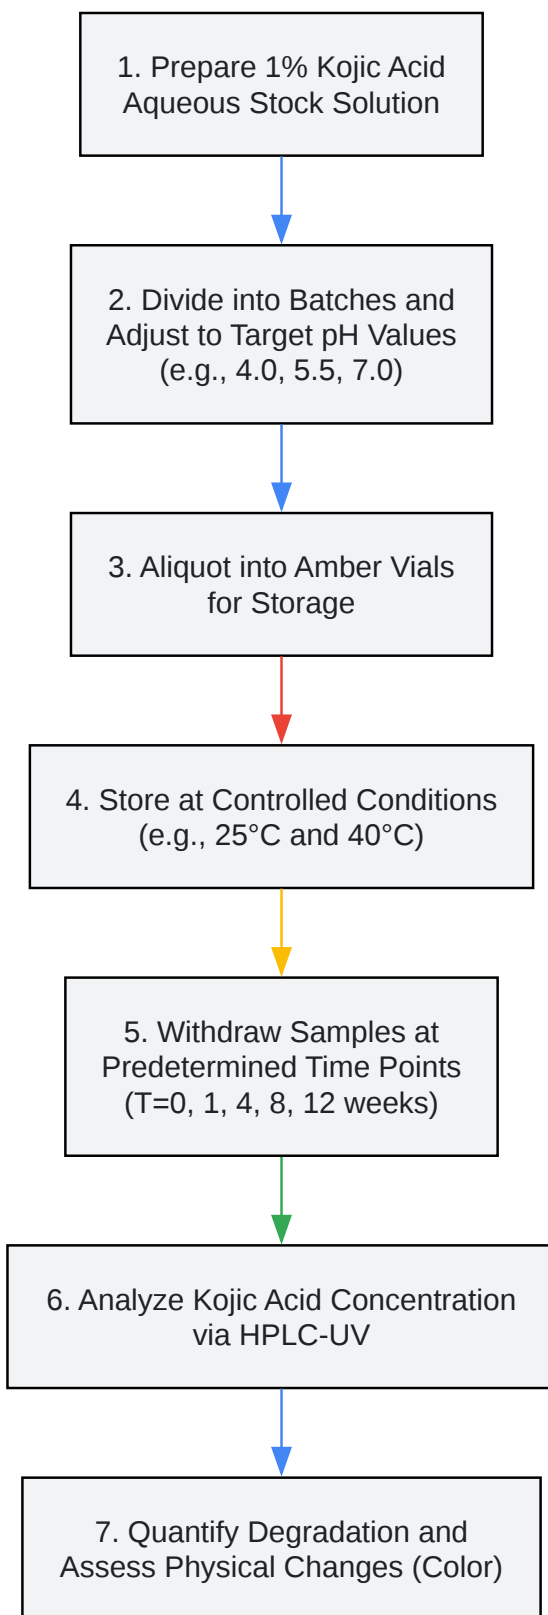 1. Prepare 1% Kojic Acid
Aqueous Stock Solution
2. Divide into Batches and
Adjust to Target pH Values
(e.g., 4.0, 5.5, 7.0)
3. Aliquot into Amber Vials
for Storage
4. Store at Controlled Conditions
(e.g., 25°C and 40°C)
5. Withdraw Samples at
Predetermined Time Points
(T=0, 1, 4, 8, 12 weeks)
6. Analyze Kojic Acid Concentration
via HPLC-UV
7. Quantify Degradation and
Assess Physical Changes (Color)